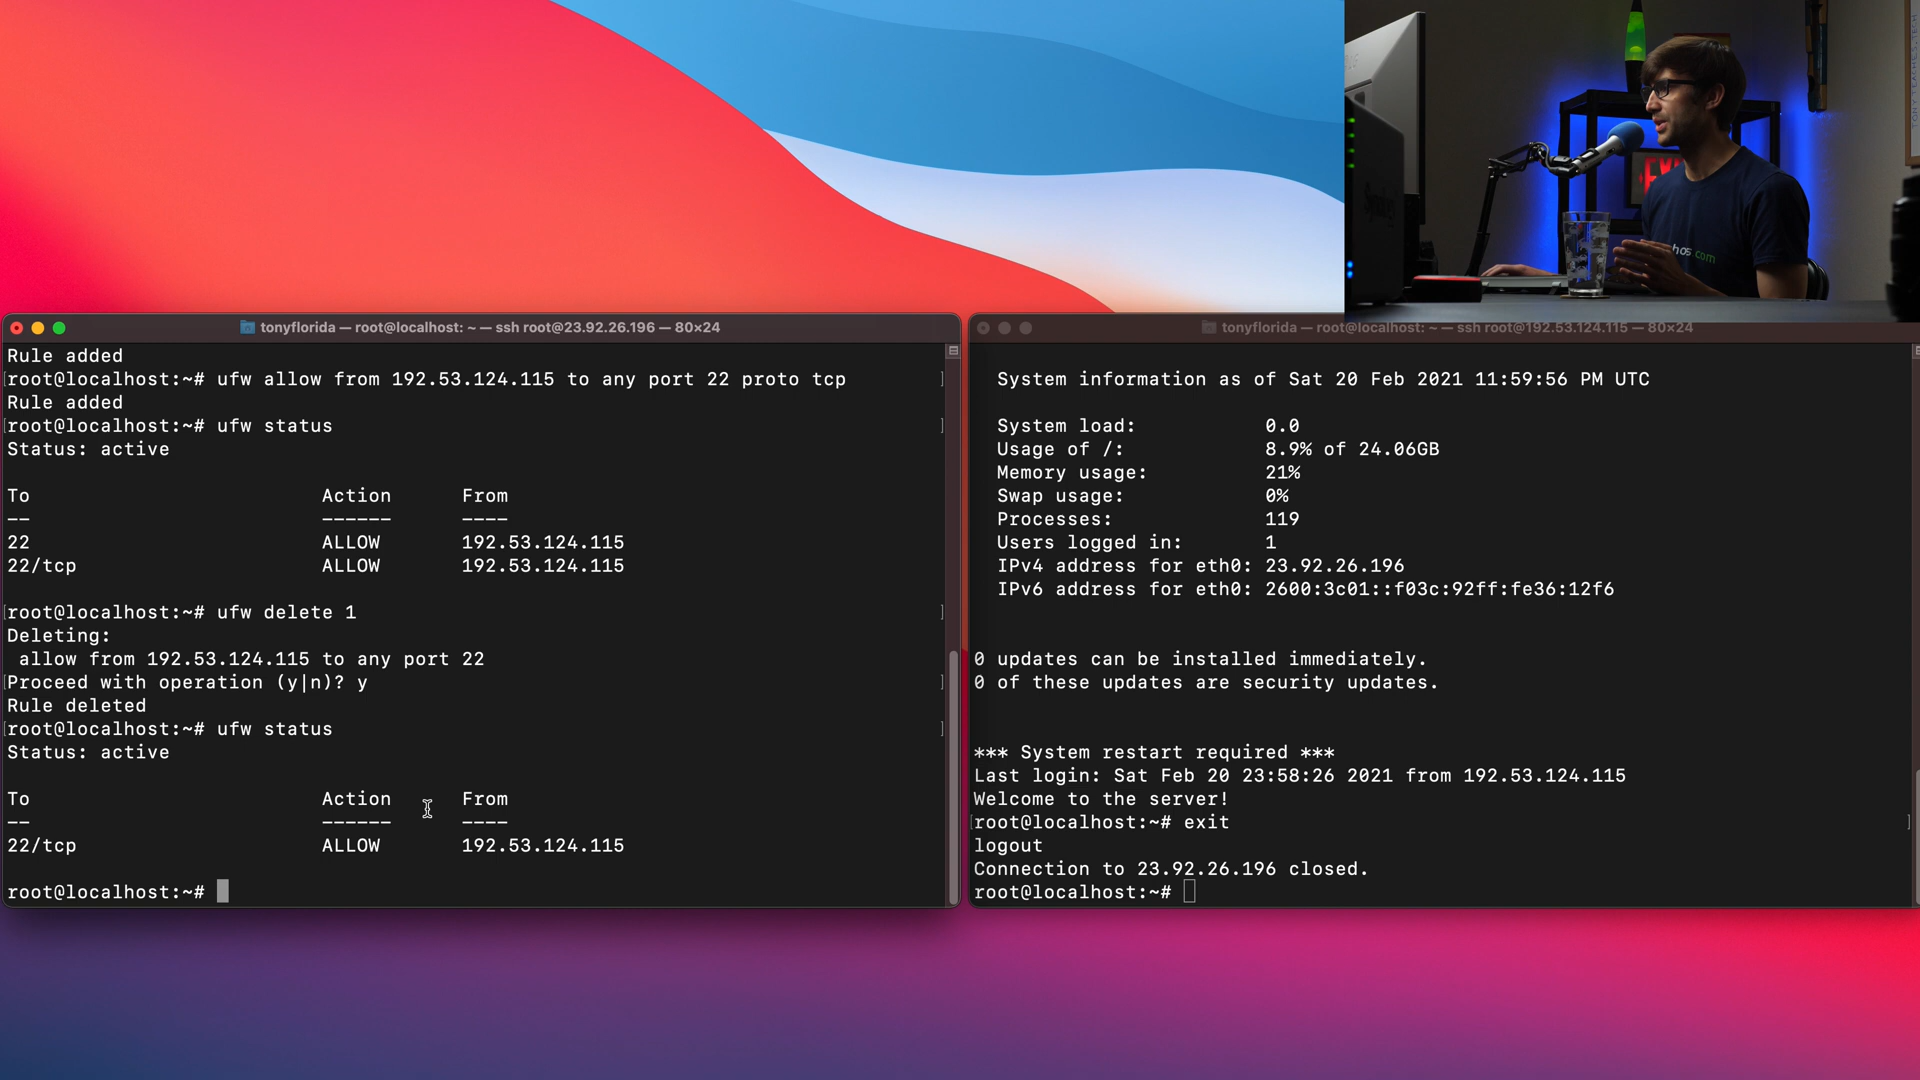 tonyflorida — root@localhost: ~ — ssh root@23.92.26.196 — 80×24
Rule added
root@localhost:~# ufw allow from 192.53.124.115 to any port 22 proto tcp
Rule added
root@localhost:~# ufw status
Status: active
To Action From
-- ------ ----
22 ALLOW 192.53.124.115
22/tcp ALLOW 192.53.124.115
root@localhost:~# ufw delete 1
Deleting:
allow from 192.53.124.115 to any port 22
Proceed with operation (y|n)? y
Rule deleted
root@localhost:~# ufw status
Status: active
To Action From
-- ------ ----
22/tcp ALLOW 192.53.124.115
root@localhost:~#
tonyflorida — root@localhost: ~ — ssh root@192.53.124.115 — 80×24
System information as of Sat 20 Feb 2021 11:59:56 PM UTC
System load: 0.0
Usage of /: 8.9% of 24.06GB
Memory usage: 21%
Swap usage: 0%
Processes: 119
Users logged in: 1
IPv4 address for eth0: 23.92.26.196
IPv6 address for eth0: 2600:3c01::f03c:92ff:fe36:12f6
0 updates can be installed immediately.
0 of these updates are security updates.
*** System restart required ***
Last login: Sat Feb 20 23:58:26 2021 from 192.53.124.115
Welcome to the server!
root@localhost:~# exit
logout
Connection to 23.92.26.196 closed.
root@localhost:~#